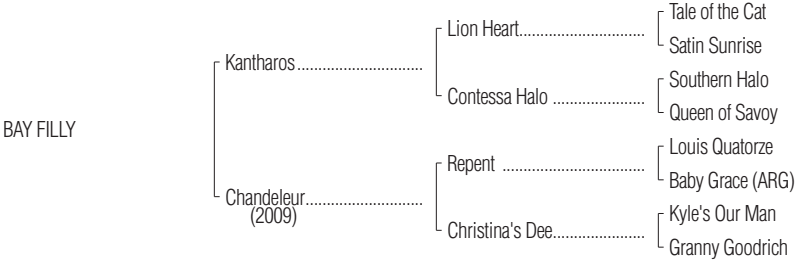 Tale of the Cat
Lion Heart..............................
Satin Sunrise
Kantharos..............................
Southern Halo
Contessa Halo ......................
Queen of Savoy
BAY FILLY
Louis Quatorze
Repent ..................................
Baby Grace (ARG)
Chandeleur............................
(2009)
Kyle's Our Man
Christina's Dee......................
Granny Goodrich